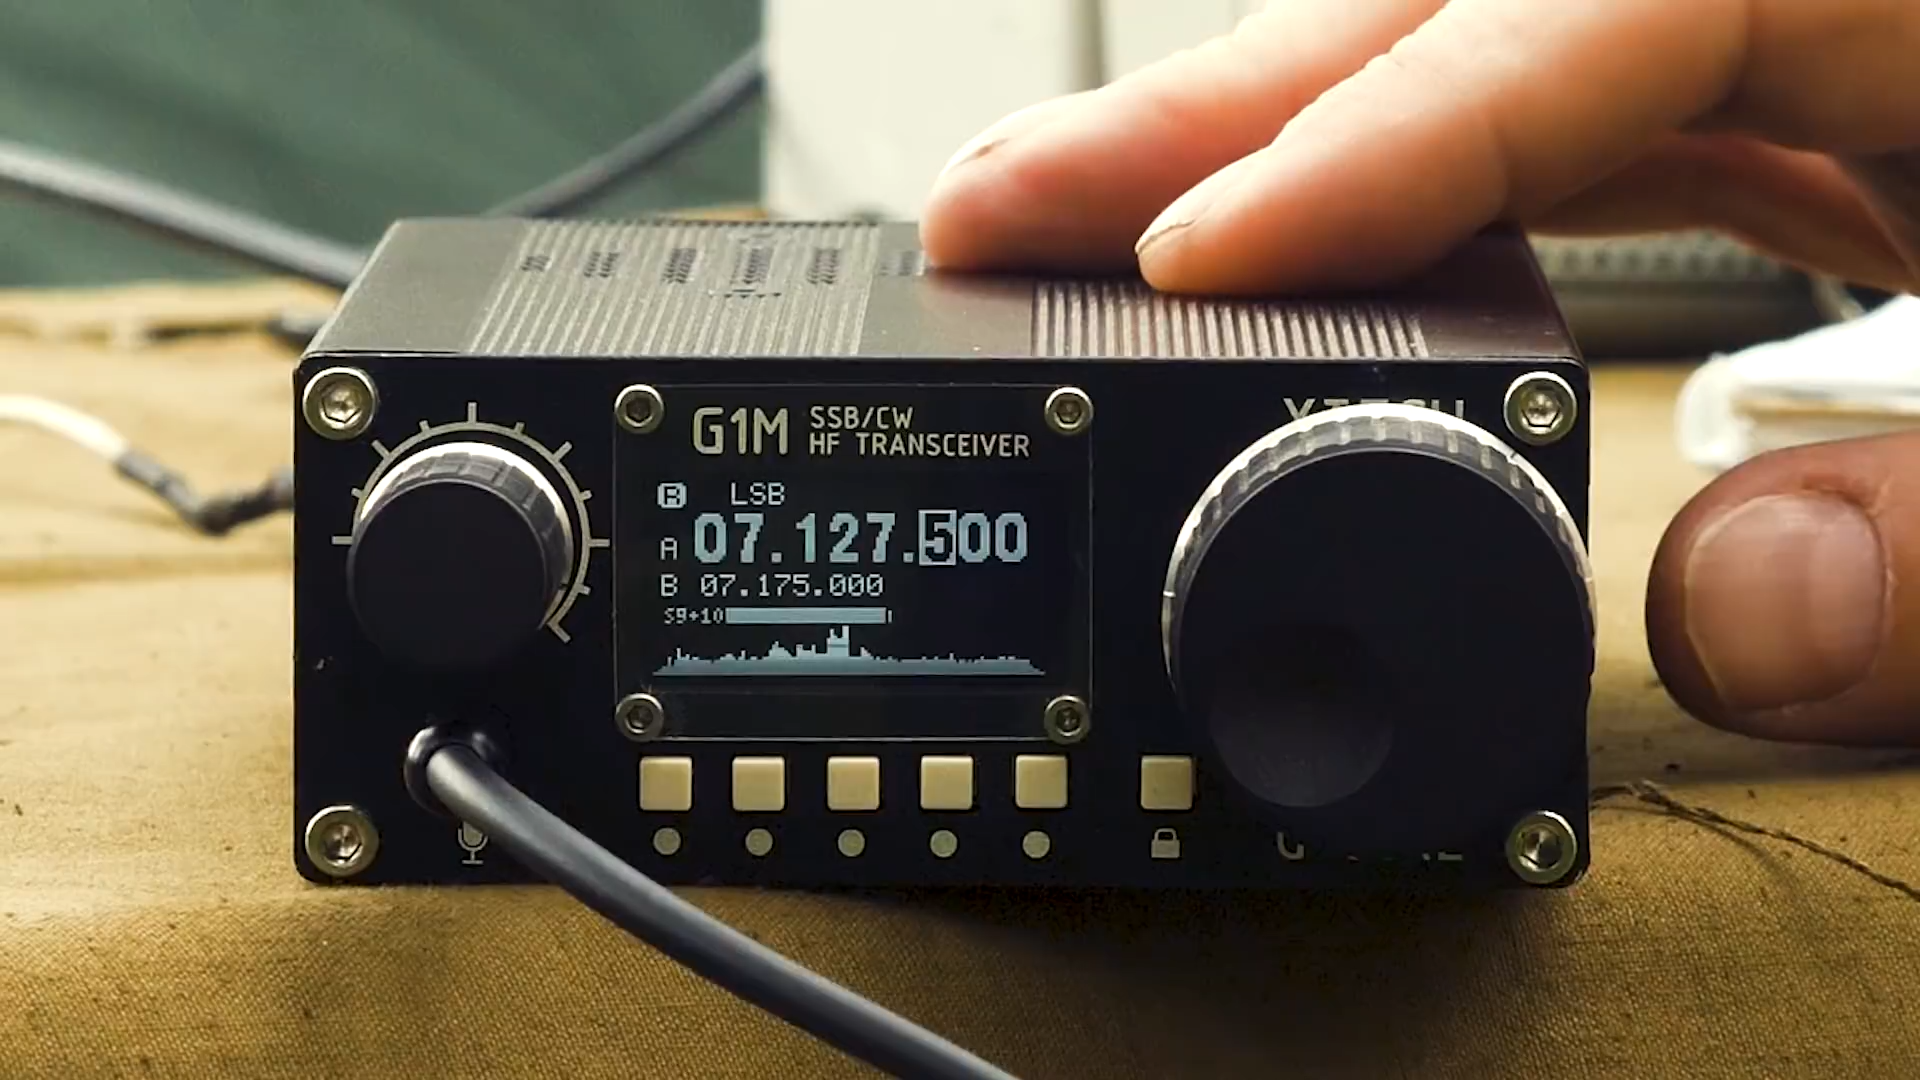 G1M SSB/CW
HF TRANSCEIVER
R LSB
A 07.127.500
B 07.175.000
S9+10